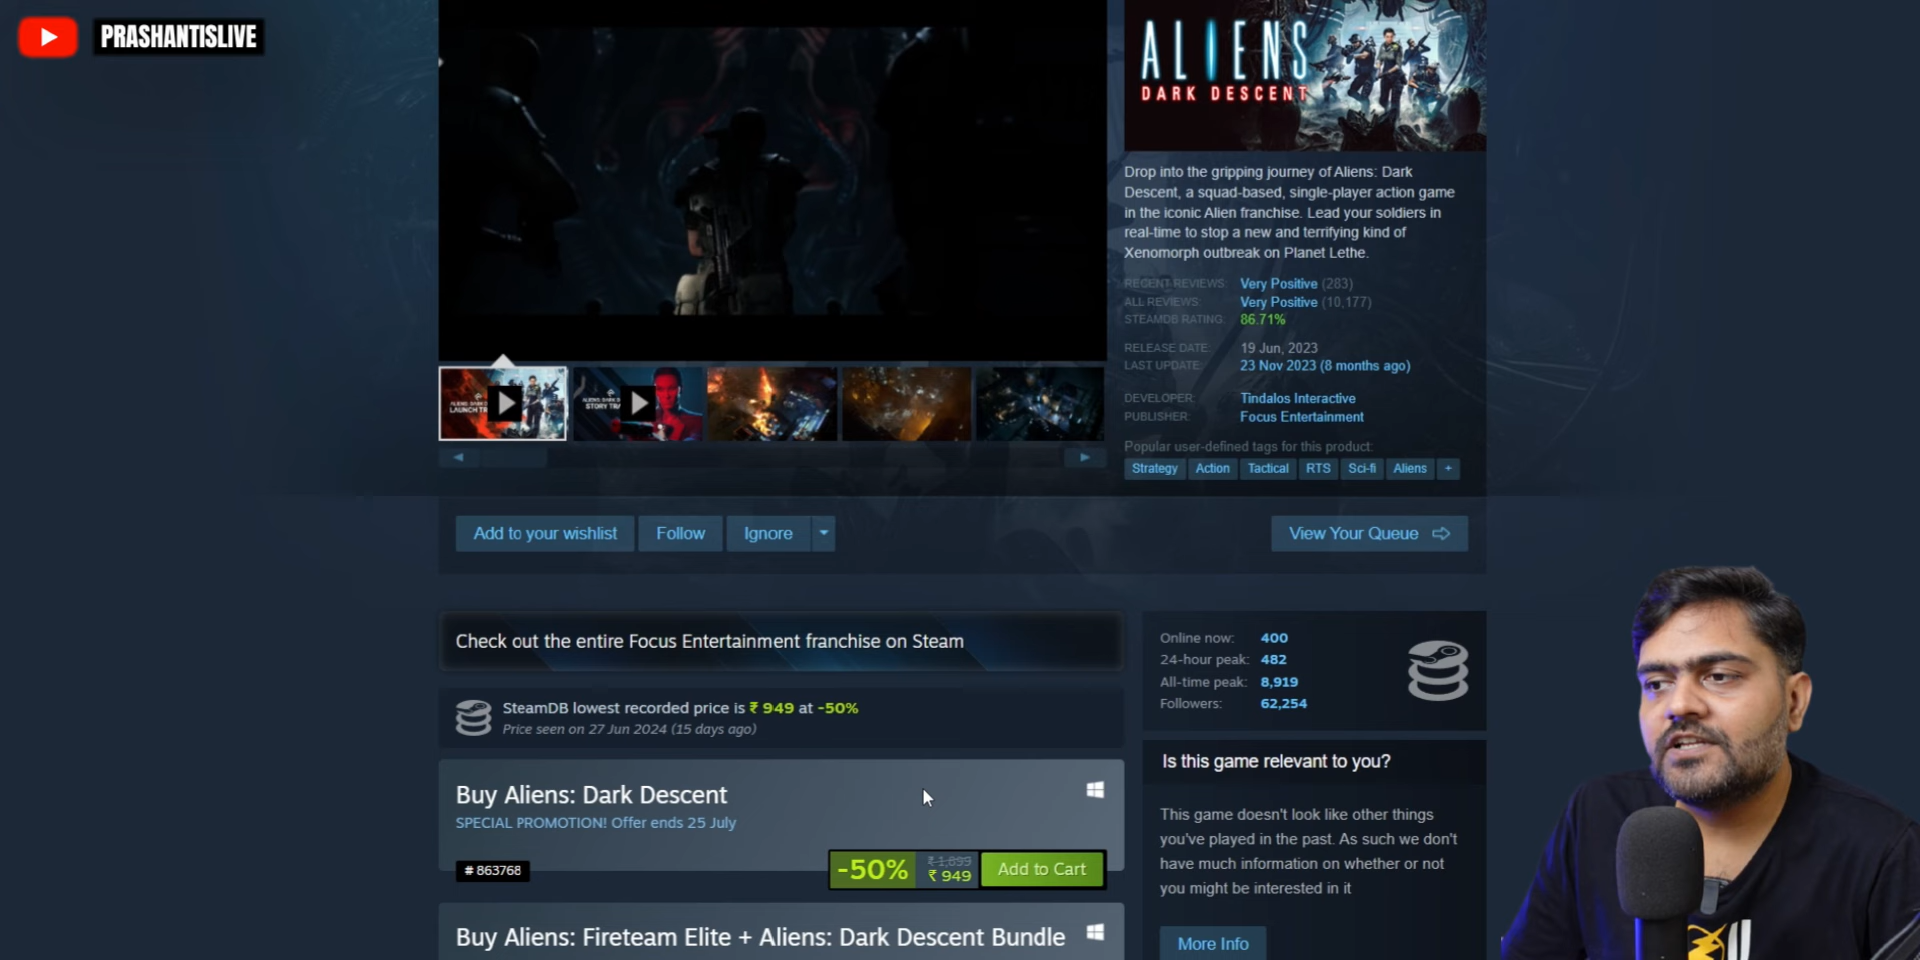 PRASHANTISLIVE
ALIENS
DARK DESCENT
Drop into the gripping journey of Aliens: Dark
Descent, a squad-based, single-player action game
in the iconic Alien franchise. Lead your soldiers in
real-time to stop a new and terrifying kind of
Xenomorph outbreak on Planet Lethe.
RECENT REVIEWS: Very Positive (283)
ALL REVIEWS: Very Positive (10,177)
STEAMDB RATING: 86.71%
RELEASE DATE: 19 Jun, 2023
LAST UPDATE: 23 Nov 2023 (8 months ago)
DEVELOPER: Tindalos Interactive
PUBLISHER: Focus Entertainment
Popular user-defined tags for this product:
Strategy Action Tactical RTS Sci-fi Aliens +
Add to your wishlist Follow Ignore View Your Queue
Check out the entire Focus Entertainment franchise on Steam
SteamDB lowest recorded price is ₹ 949 at -50%
Price seen on 27 Jun 2024 (15 days ago)
Online now: 400
24-hour peak: 482
All-time peak: 8,919
Followers: 62,254
Buy Aliens: Dark Descent
SPECIAL PROMOTION! Offer ends 25 July
# 863768
-50% ₹ 1,899 ₹ 949 Add to Cart
Buy Aliens: Fireteam Elite + Aliens: Dark Descent Bundle
Is this game relevant to you?
This game doesn't look like other things
you've played in the past. As such we don't
have much information on whether or not
you might be interested in it
More Info